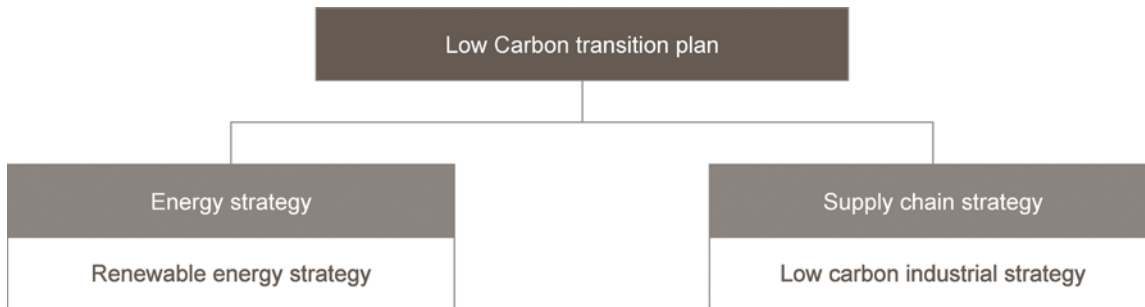 Low Carbon transition plan
Energy strategy
Supply chain strategy
Renewable energy strategy
Low carbon industrial strategy